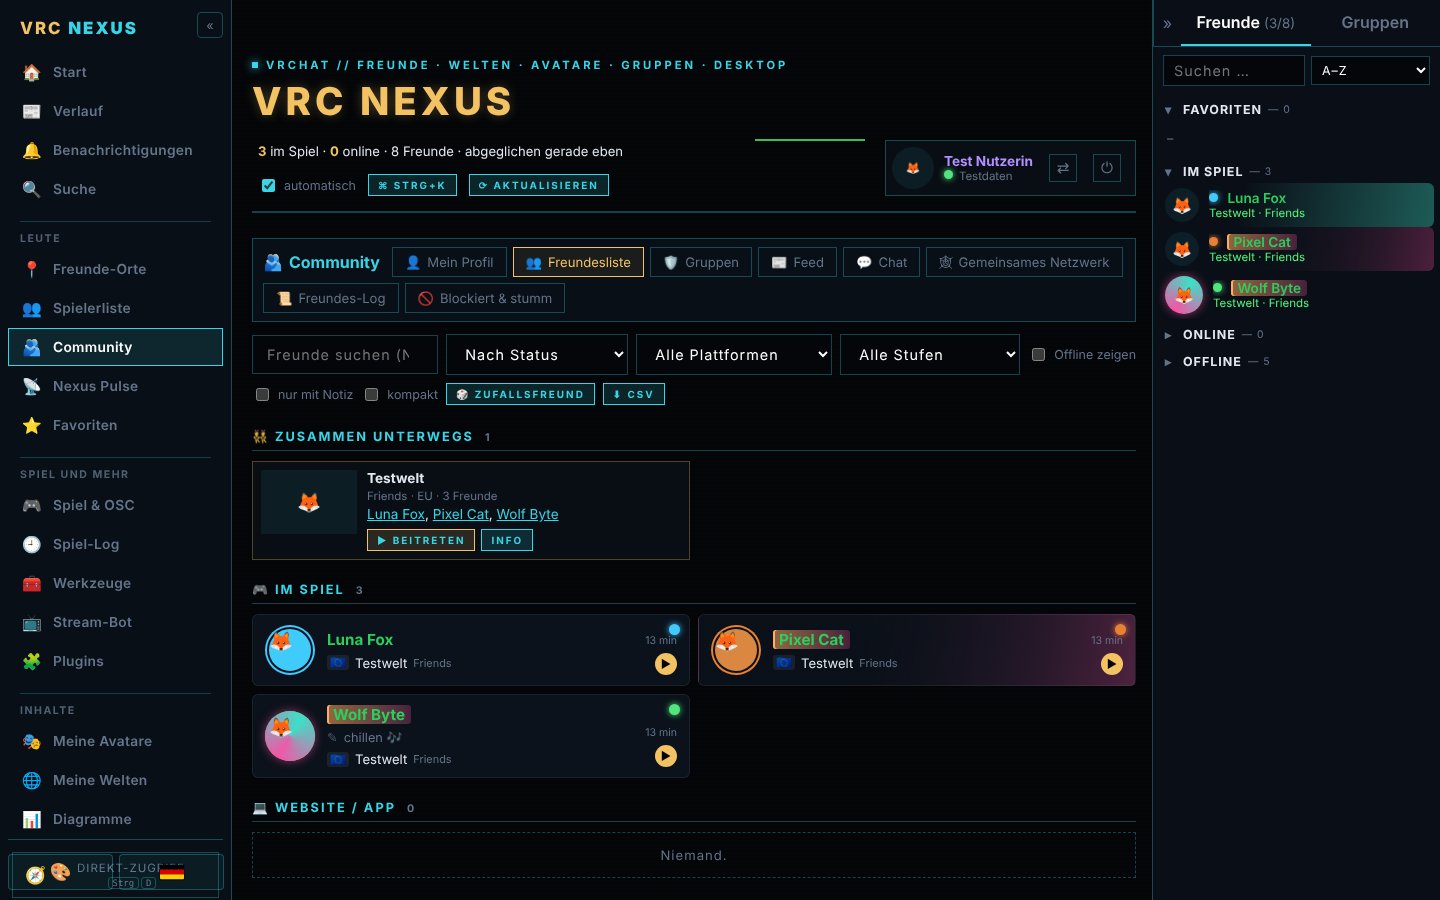 VRC NEXUS
«
Start
Verlauf
Benachrichtigungen
Suche
LEUTE
Freunde-Orte
Spielerliste
Community
Nexus Pulse
Favoriten
SPIEL UND MEHR
Spiel & OSC
Spiel-Log
Werkzeuge
Stream-Bot
Plugins
INHALTE
Meine Avatare
Meine Welten
Diagramme
Strg D
VRCHAT // FREUNDE · WELTEN · AVATARE · GRUPPEN · DESKTOP
VRC NEXUS
3 im Spiel · 0 online · 8 Freunde · abgeglichen gerade eben
automatisch
⌘ STRG+K
⟳ AKTUALISIEREN
Test Nutzerin
Testdaten
Community
Mein Profil
Freundesliste
Gruppen
Feed
Chat
Gemeinsames Netzwerk
Freundes-Log
Blockiert & stumm
Freunde suchen (N
Nach Status
Alle Plattformen
Alle Stufen
Offline zeigen
nur mit Notiz
kompakt
ZUFALLSFREUND
⬇ CSV
ZUSAMMEN UNTERWEGS 1
Testwelt
Friends · EU · 3 Freunde
Luna Fox, Pixel Cat, Wolf Byte
▶ BEITRETEN
INFO
IM SPIEL 3
Luna Fox
13 min
Testwelt Friends
Pixel Cat
13 min
Testwelt Friends
Wolf Byte
✎ chillen 🎶
13 min
Testwelt Friends
WEBSITE / APP 0
Niemand.
»
Freunde (3/8)
Gruppen
Suchen ...
A–Z
▾ FAVORITEN — 0
–
▾ IM SPIEL — 3
Luna Fox
Testwelt · Friends
Pixel Cat
Testwelt · Friends
Wolf Byte
Testwelt · Friends
▸ ONLINE — 0
▸ OFFLINE — 5